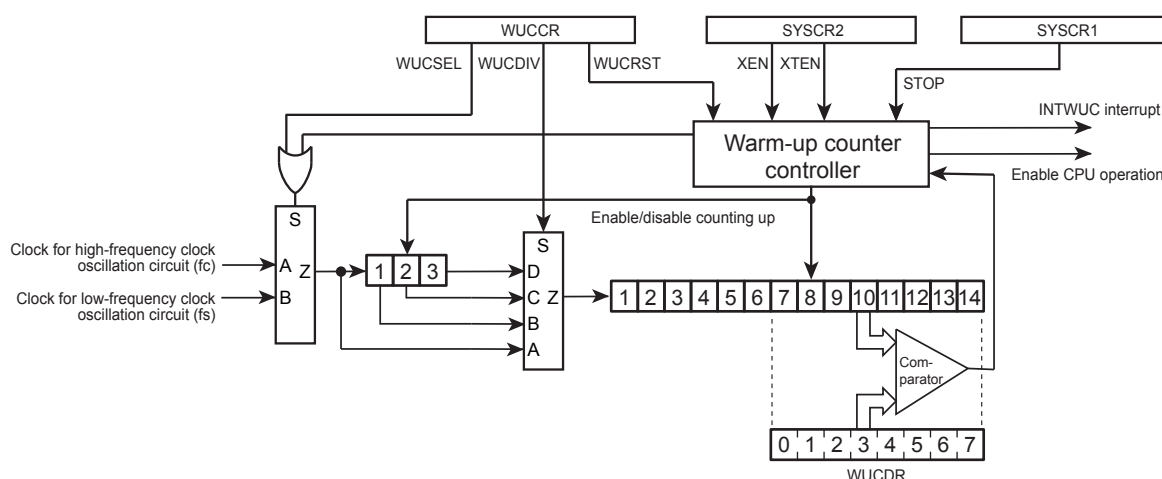 WUCCR
SYSCR2
SYSCR1
WUCSEL
WUCDIV
WUCRST
XEN
XTEN
STOP
INTWUC interrupt
Warm-up counter
controller
Enable CPU operation
S
Enable/disable counting up
S
Clock for high-frequency clock
oscillation circuit (fc)
A
Z
B
Clock for low-frequency clock
oscillation circuit (fs)
1 2 3
D
C
Z
B
A
1 2 3 4 5 6 7 8 9 10 11 12 13 14
Com-
parator
0 1 2 3 4 5 6 7
WUCDR